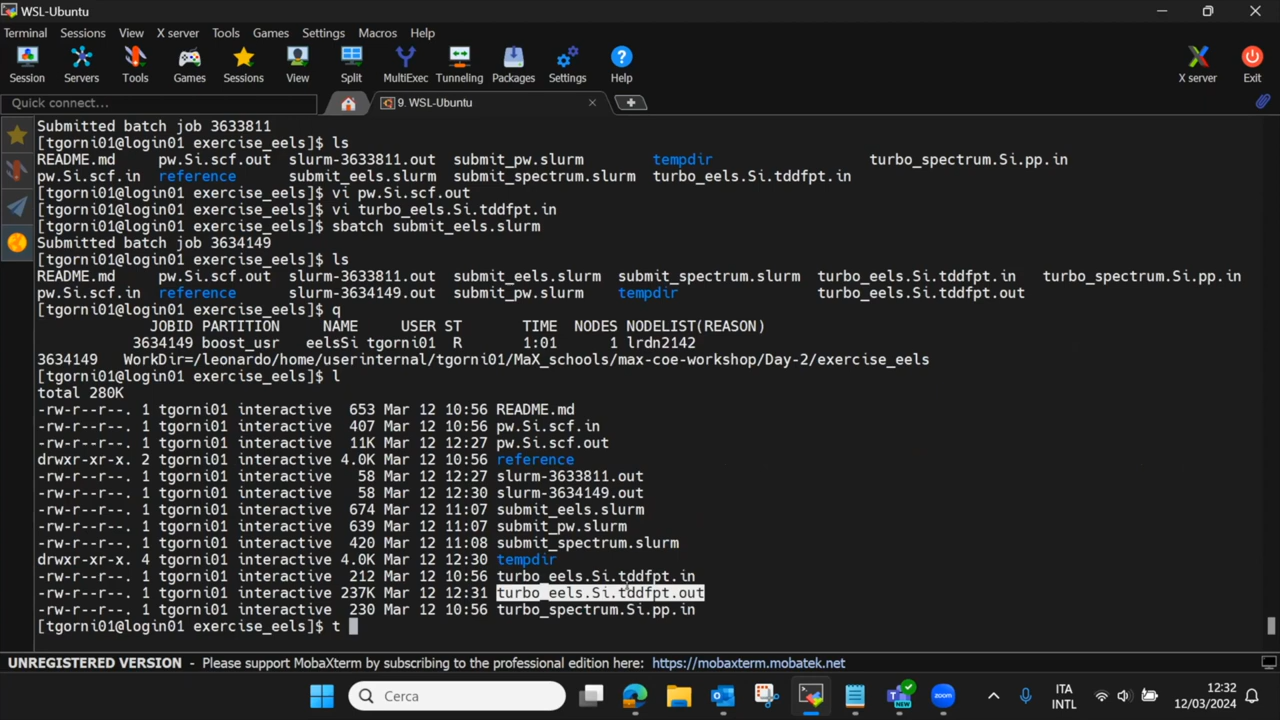 WSL-Ubuntu
Terminal Sessions View X server Tools Games Settings Macros Help
Session Servers Tools Games Sessions View Split MultiExec Tunneling Packages Settings Help X server Exit
Quick connect...
9. WSL-Ubuntu
Submitted batch job 3633811
[tgorni01@login01 exercise_eels]$ ls
README.md pw.Si.scf.out slurm-3633811.out submit_pw.slurm tempdir turbo_spectrum.Si.pp.in
pw.Si.scf.in reference submit_eels.slurm submit_spectrum.slurm turbo_eels.Si.tddfpt.in
[tgorni01@login01 exercise_eels]$ vi pw.Si.scf.out
[tgorni01@login01 exercise_eels]$ vi turbo_eels.Si.tddfpt.in
[tgorni01@login01 exercise_eels]$ sbatch submit_eels.slurm
Submitted batch job 3634149
[tgorni01@login01 exercise_eels]$ ls
README.md pw.Si.scf.out slurm-3633811.out submit_eels.slurm submit_spectrum.slurm turbo_eels.Si.tddfpt.in turbo_spectrum.Si.pp.in
pw.Si.scf.in reference slurm-3634149.out submit_pw.slurm tempdir turbo_eels.Si.tddfpt.out
[tgorni01@login01 exercise_eels]$ q
JOBID PARTITION NAME USER ST TIME NODES NODELIST(REASON)
3634149 boost_usr eelsSi tgorni01 R 1:01 1 lrdn2142
3634149 WorkDir=/leonardo/home/userinternal/tgorni01/MaX_schools/max-coe-workshop/Day-2/exercise_eels
[tgorni01@login01 exercise_eels]$ l
total 280K
-rw-r--r--. 1 tgorni01 interactive 653 Mar 12 10:56 README.md
-rw-r--r--. 1 tgorni01 interactive 407 Mar 12 10:56 pw.Si.scf.in
-rw-r--r--. 1 tgorni01 interactive 11K Mar 12 12:27 pw.Si.scf.out
drwxr-xr-x. 2 tgorni01 interactive 4.0K Mar 12 10:56 reference
-rw-r--r--. 1 tgorni01 interactive 58 Mar 12 12:27 slurm-3633811.out
-rw-r--r--. 1 tgorni01 interactive 58 Mar 12 12:30 slurm-3634149.out
-rw-r--r--. 1 tgorni01 interactive 674 Mar 12 11:07 submit_eels.slurm
-rw-r--r--. 1 tgorni01 interactive 639 Mar 12 11:07 submit_pw.slurm
-rw-r--r--. 1 tgorni01 interactive 420 Mar 12 11:08 submit_spectrum.slurm
drwxr-xr-x. 4 tgorni01 interactive 4.0K Mar 12 12:30 tempdir
-rw-r--r--. 1 tgorni01 interactive 212 Mar 12 10:56 turbo_eels.Si.tddfpt.in
-rw-r--r--. 1 tgorni01 interactive 237K Mar 12 12:31 turbo_eels.Si.tddfpt.out
-rw-r--r--. 1 tgorni01 interactive 230 Mar 12 10:56 turbo_spectrum.Si.pp.in
[tgorni01@login01 exercise_eels]$ t
UNREGISTERED VERSION - Please support MobaXterm by subscribing to the professional edition here: https://mobaxterm.mobatek.net
Cerca
NEW
zoom
ITA
INTL
12:32
12/03/2024